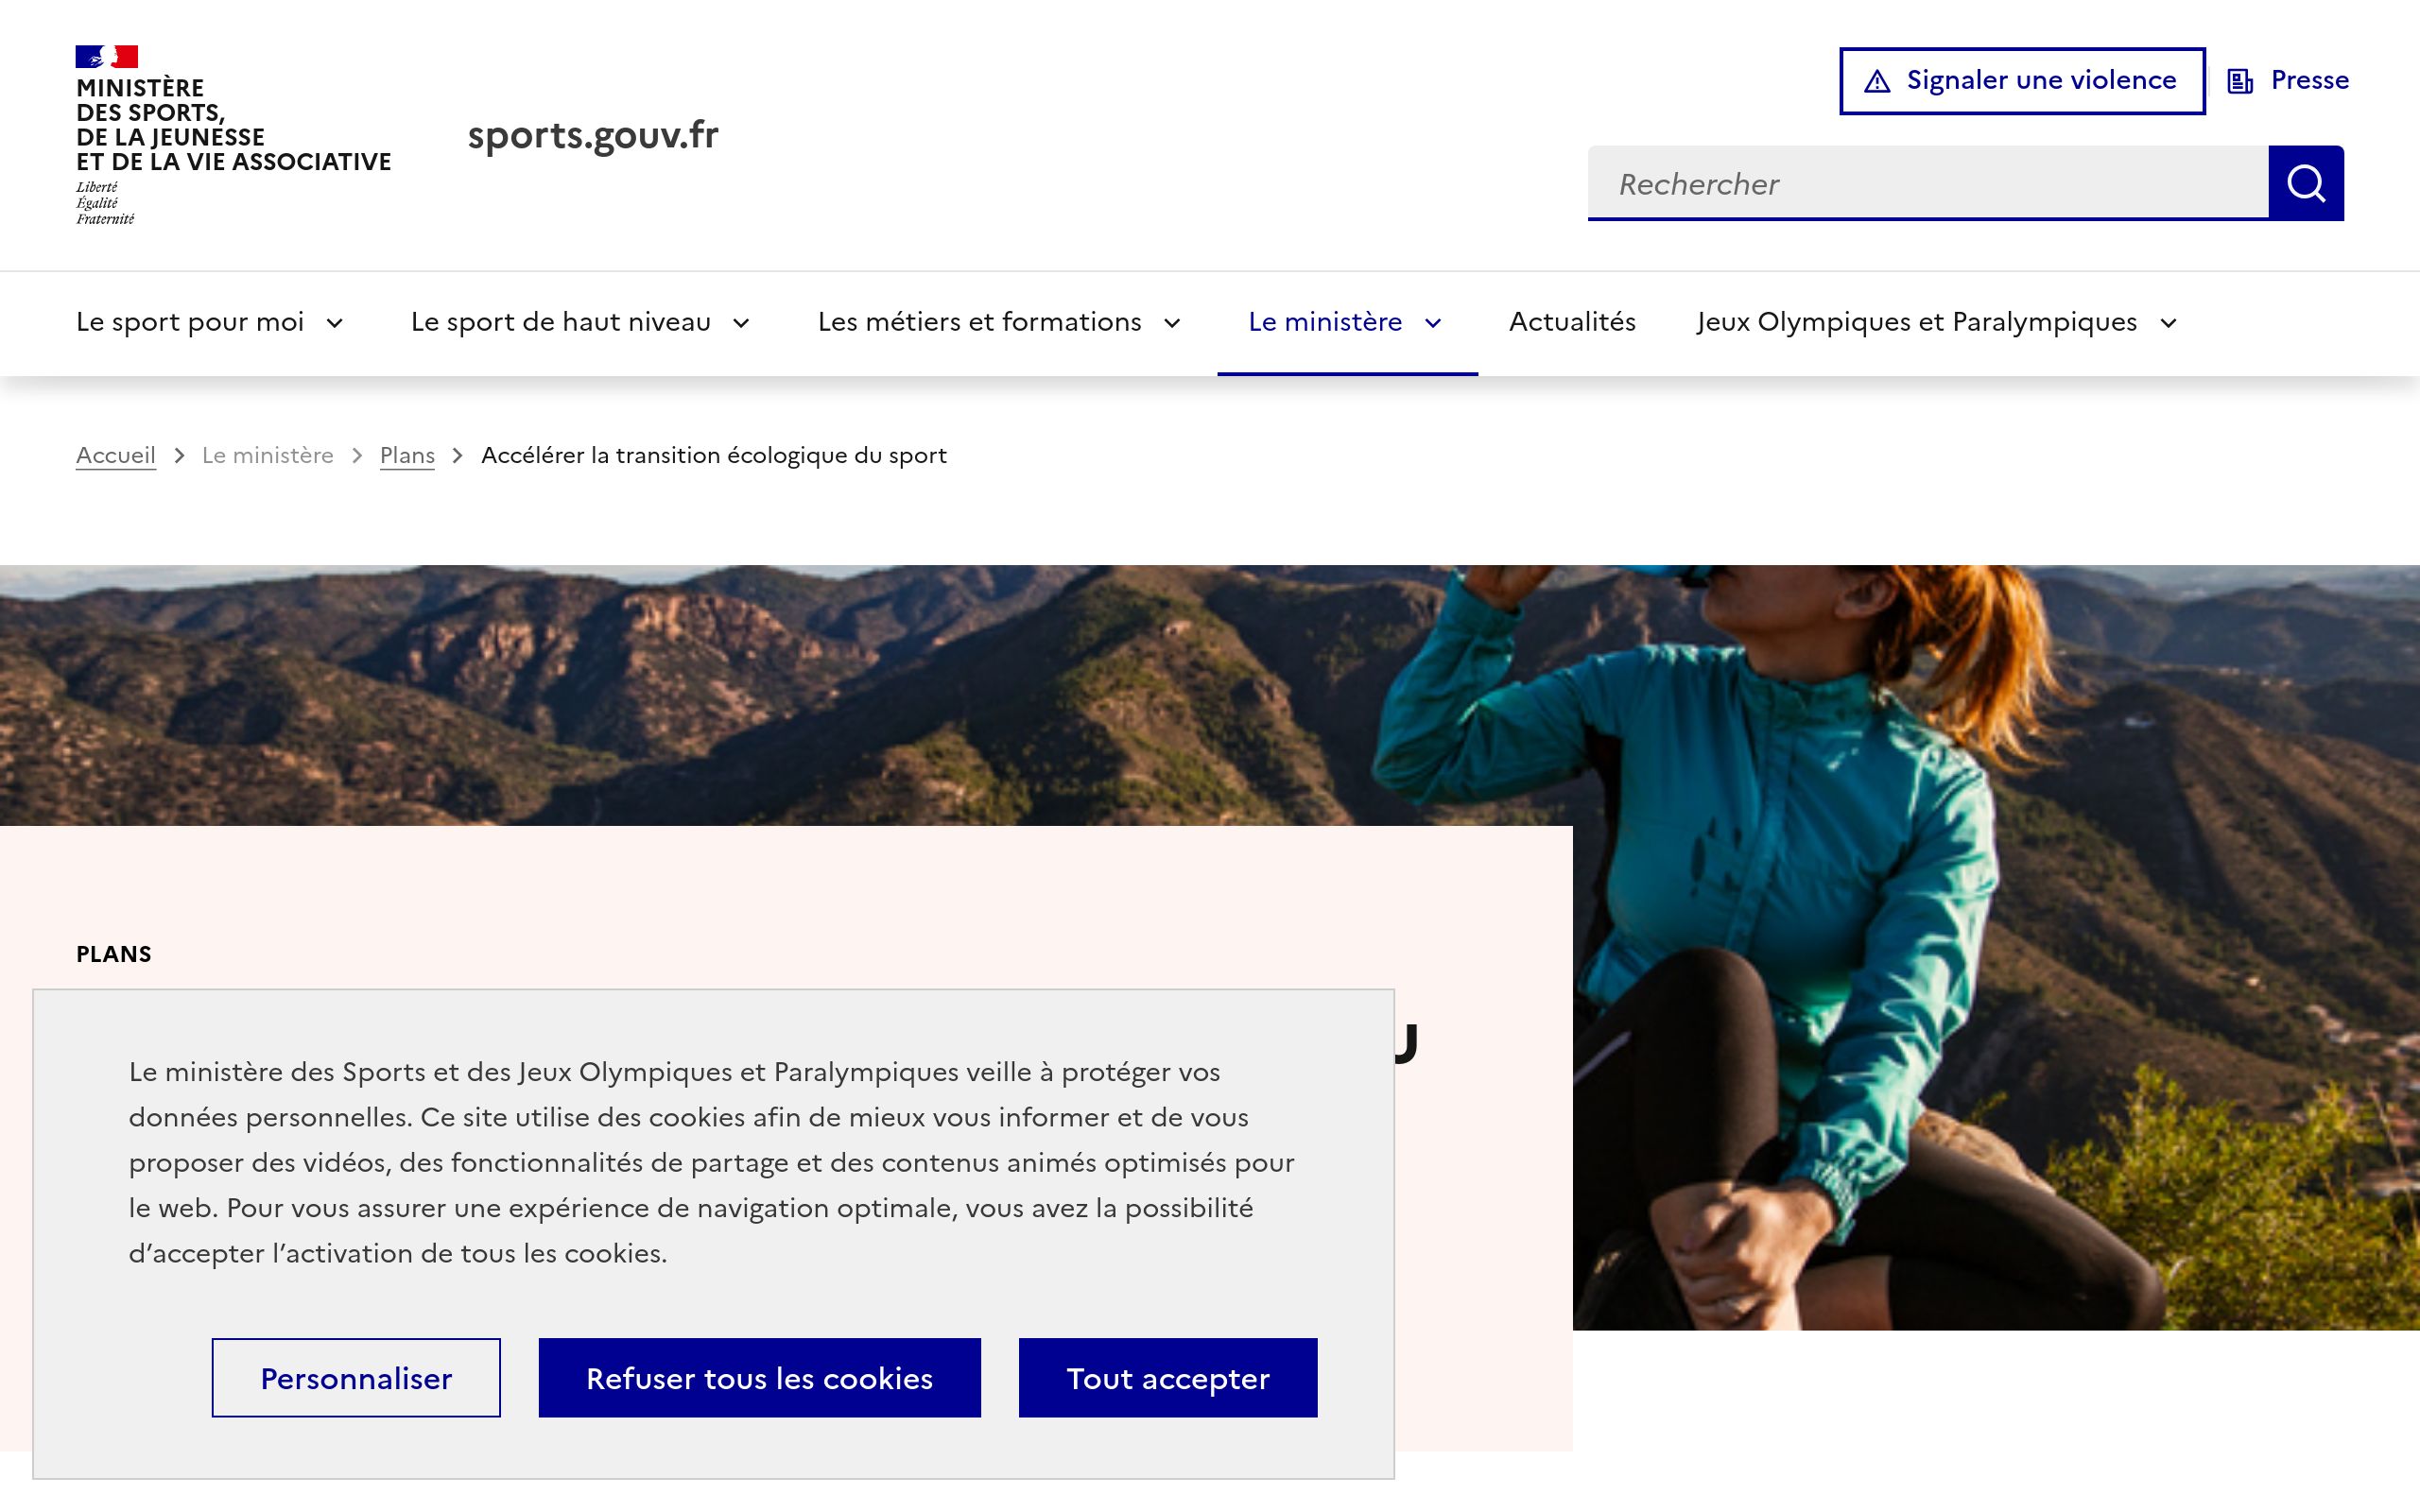 MINISTÈRE
DES SPORTS,
DE LA JEUNESSE
ET DE LA VIE ASSOCIATIVE
Liberté
Égalité
Fraternité
sports.gouv.fr
Signaler une violence
Presse
Rechercher
Le sport pour moi
Le sport de haut niveau
Les métiers et formations
Le ministère
Actualités
Jeux Olympiques et Paralympiques
Accueil > Le ministère > Plans > Accélérer la transition écologique du sport
PLANS
Le ministère des Sports et des Jeux Olympiques et Paralympiques veille à protéger vos
données personnelles. Ce site utilise des cookies afin de mieux vous informer et de vous
proposer des vidéos, des fonctionnalités de partage et des contenus animés optimisés pour
le web. Pour vous assurer une expérience de navigation optimale, vous avez la possibilité
d’accepter l’activation de tous les cookies.
Personnaliser
Refuser tous les cookies
Tout accepter